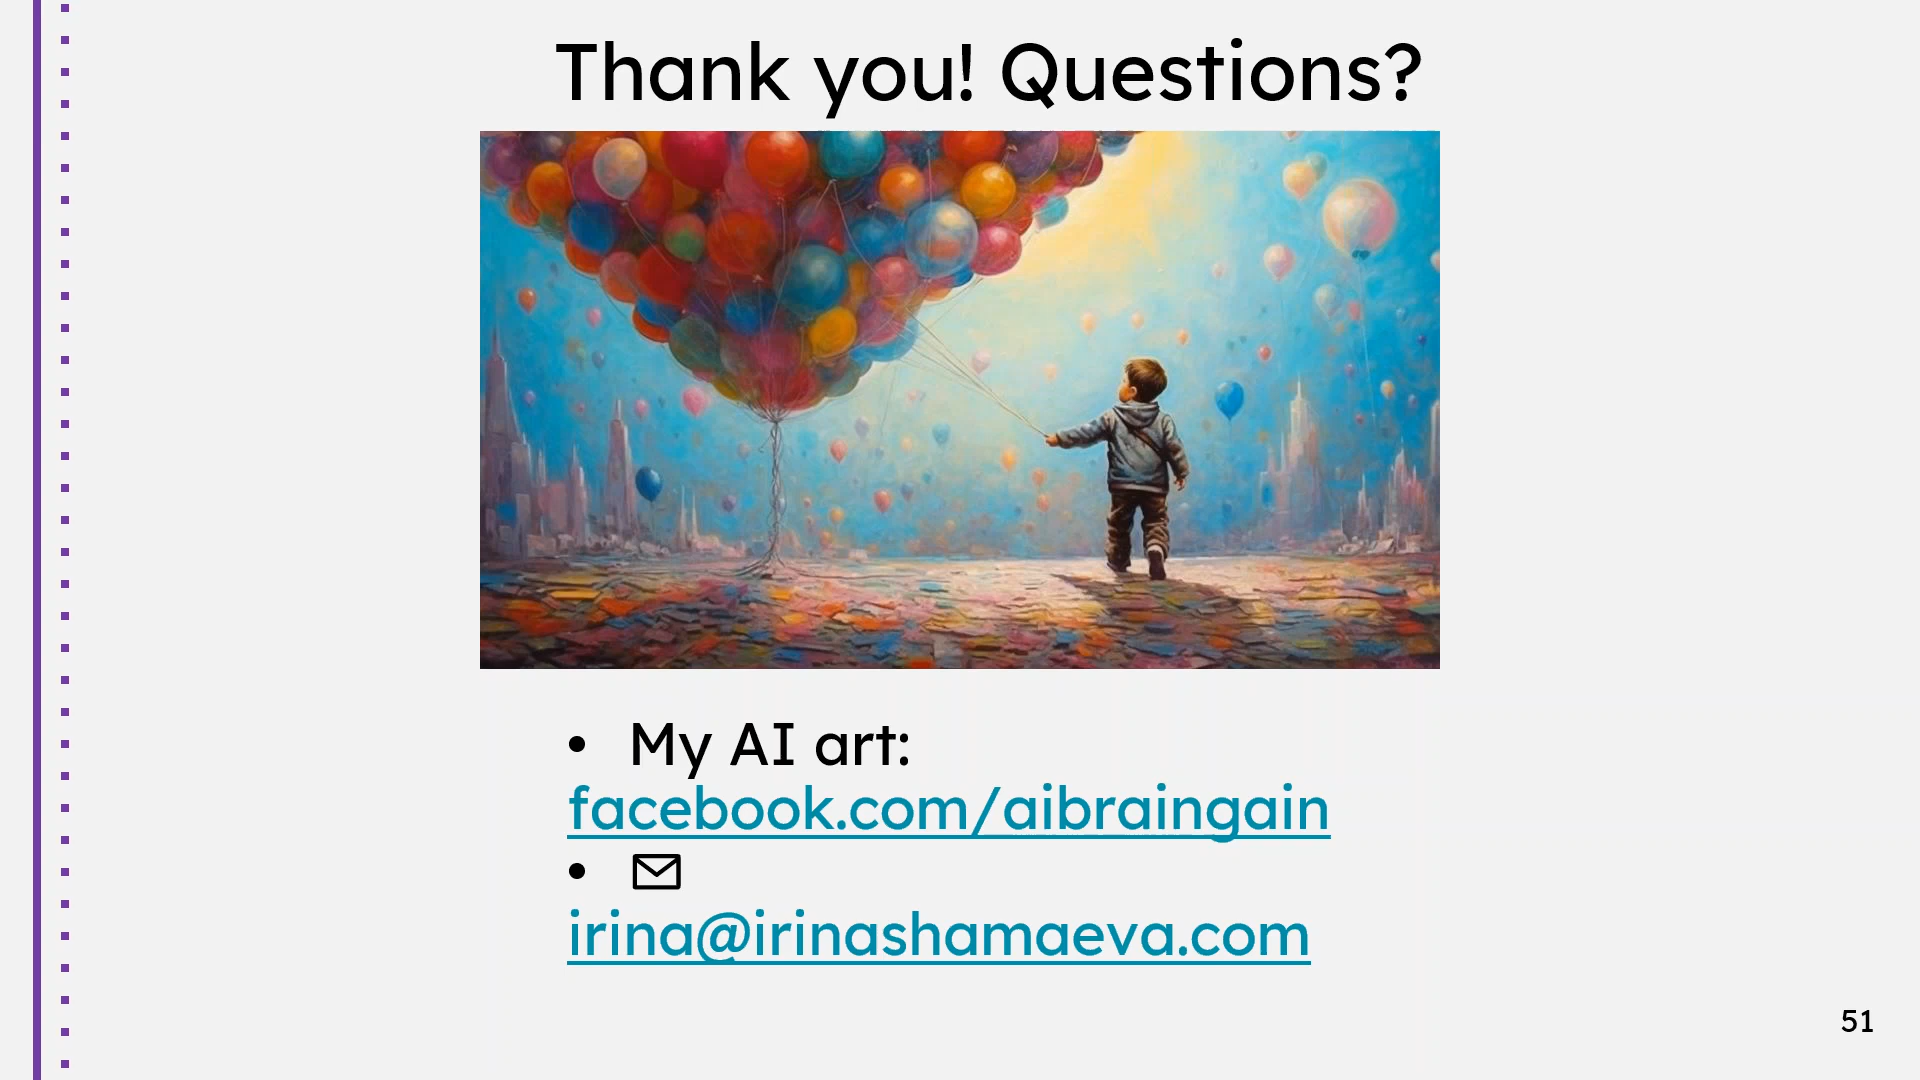 Thank you! Questions?
• My AI art:
facebook.com/aibraingain
• ✉
irina@irinashamaeva.com
51